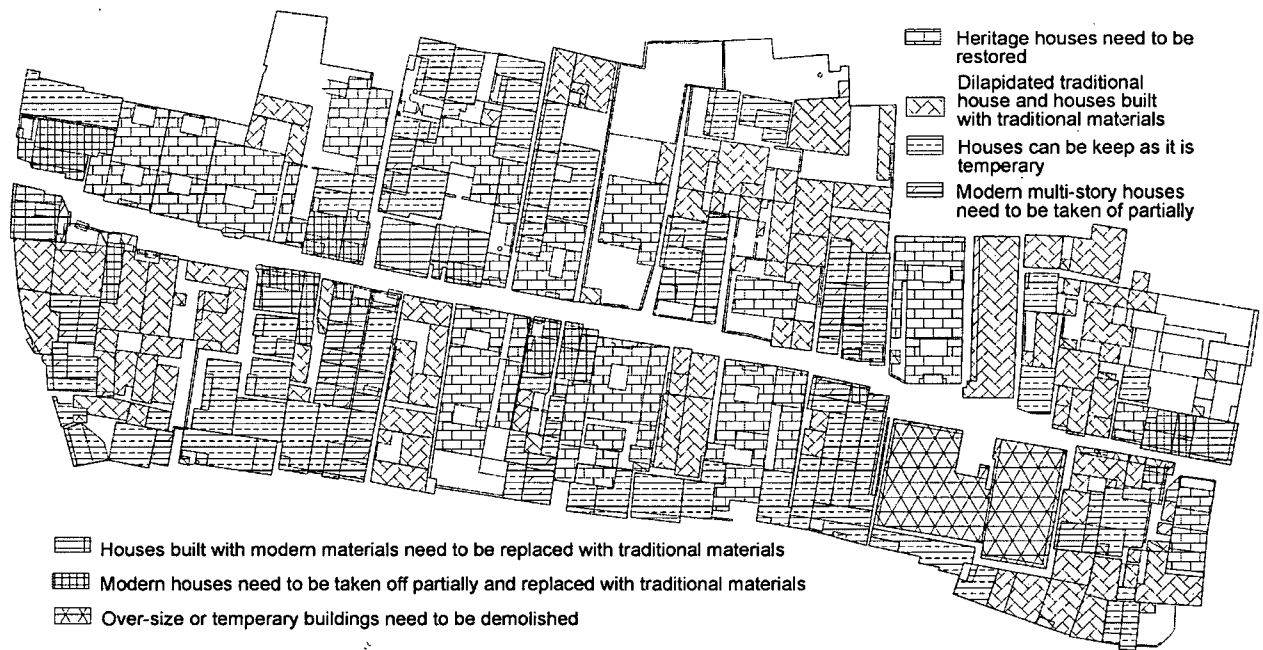 Heritage houses need to be
restored
Dilapidated traditional
house and houses built
with traditional materials
Houses can be keep as it is
temperary
Modern multi-story houses
need to be taken of partially
Houses built with modern materials need to be replaced with traditional materials
Modern houses need to be taken off partially and replaced with traditional materials
Over-size or temperary buildings need to be demolished